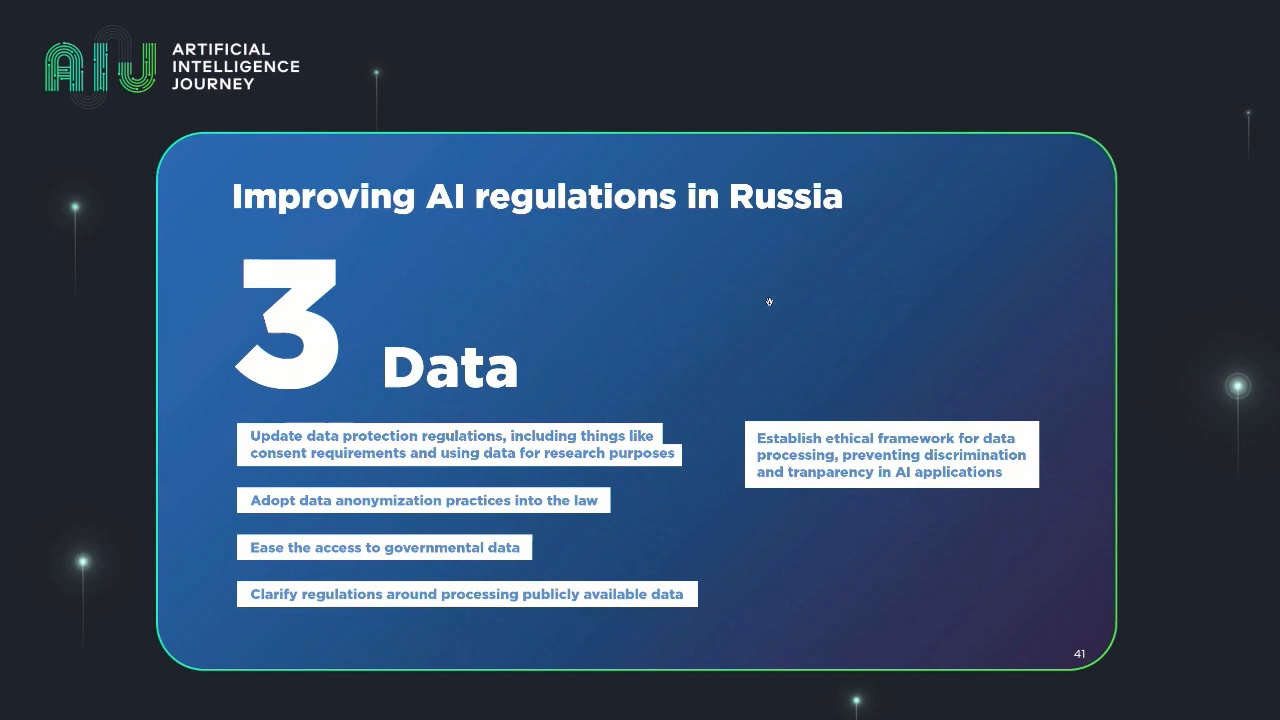 AIJ
ARTIFICIAL
INTELLIGENCE
JOURNEY
Improving AI regulations in Russia
3 Data
Update data protection regulations, including things like
consent requirements and using data for research purposes
Adopt data anonymization practices into the law
Ease the access to governmental data
Clarify regulations around processing publicly available data
Establish ethical framework for data
processing, preventing discrimination
and tranparency in AI applications
41